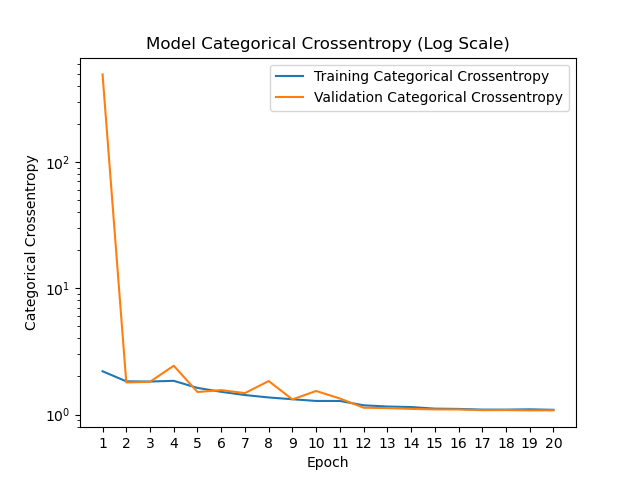 Model Categorical Crossentropy (Log Scale)
Training Categorical Crossentropy
Validation Categorical Crossentropy
Categorical Crossentropy
10²
10¹
10⁰
1 2 3 4 5 6 7 8 9 10 11 12 13 14 15 16 17 18 19 20
Epoch